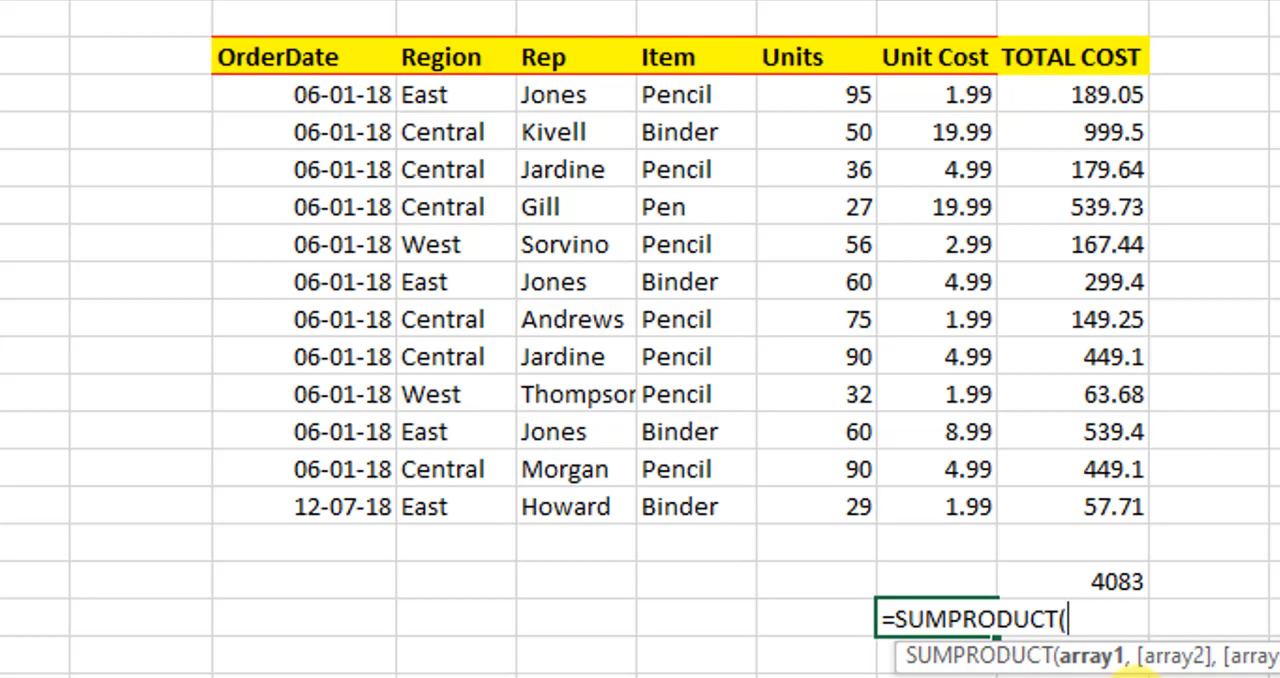 OrderDate Region Rep Item Units Unit Cost TOTAL COST
06-01-18 East Jones Pencil 95 1.99 189.05
06-01-18 Central Kivell Binder 50 19.99 999.5
06-01-18 Central Jardine Pencil 36 4.99 179.64
06-01-18 Central Gill Pen 27 19.99 539.73
06-01-18 West Sorvino Pencil 56 2.99 167.44
06-01-18 East Jones Binder 60 4.99 299.4
06-01-18 Central Andrews Pencil 75 1.99 149.25
06-01-18 Central Jardine Pencil 90 4.99 449.1
06-01-18 West Thompson Pencil 32 1.99 63.68
06-01-18 East Jones Binder 60 8.99 539.4
06-01-18 Central Morgan Pencil 90 4.99 449.1
12-07-18 East Howard Binder 29 1.99 57.71
4083
=SUMPRODUCT(
SUMPRODUCT(array1, [array2], [array